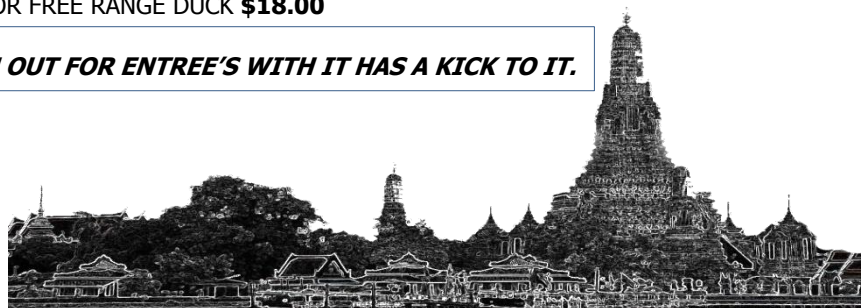 OR FREE RANGE DUCK $18.00
OUT FOR ENTREE'S WITH IT HAS A KICK TO IT.